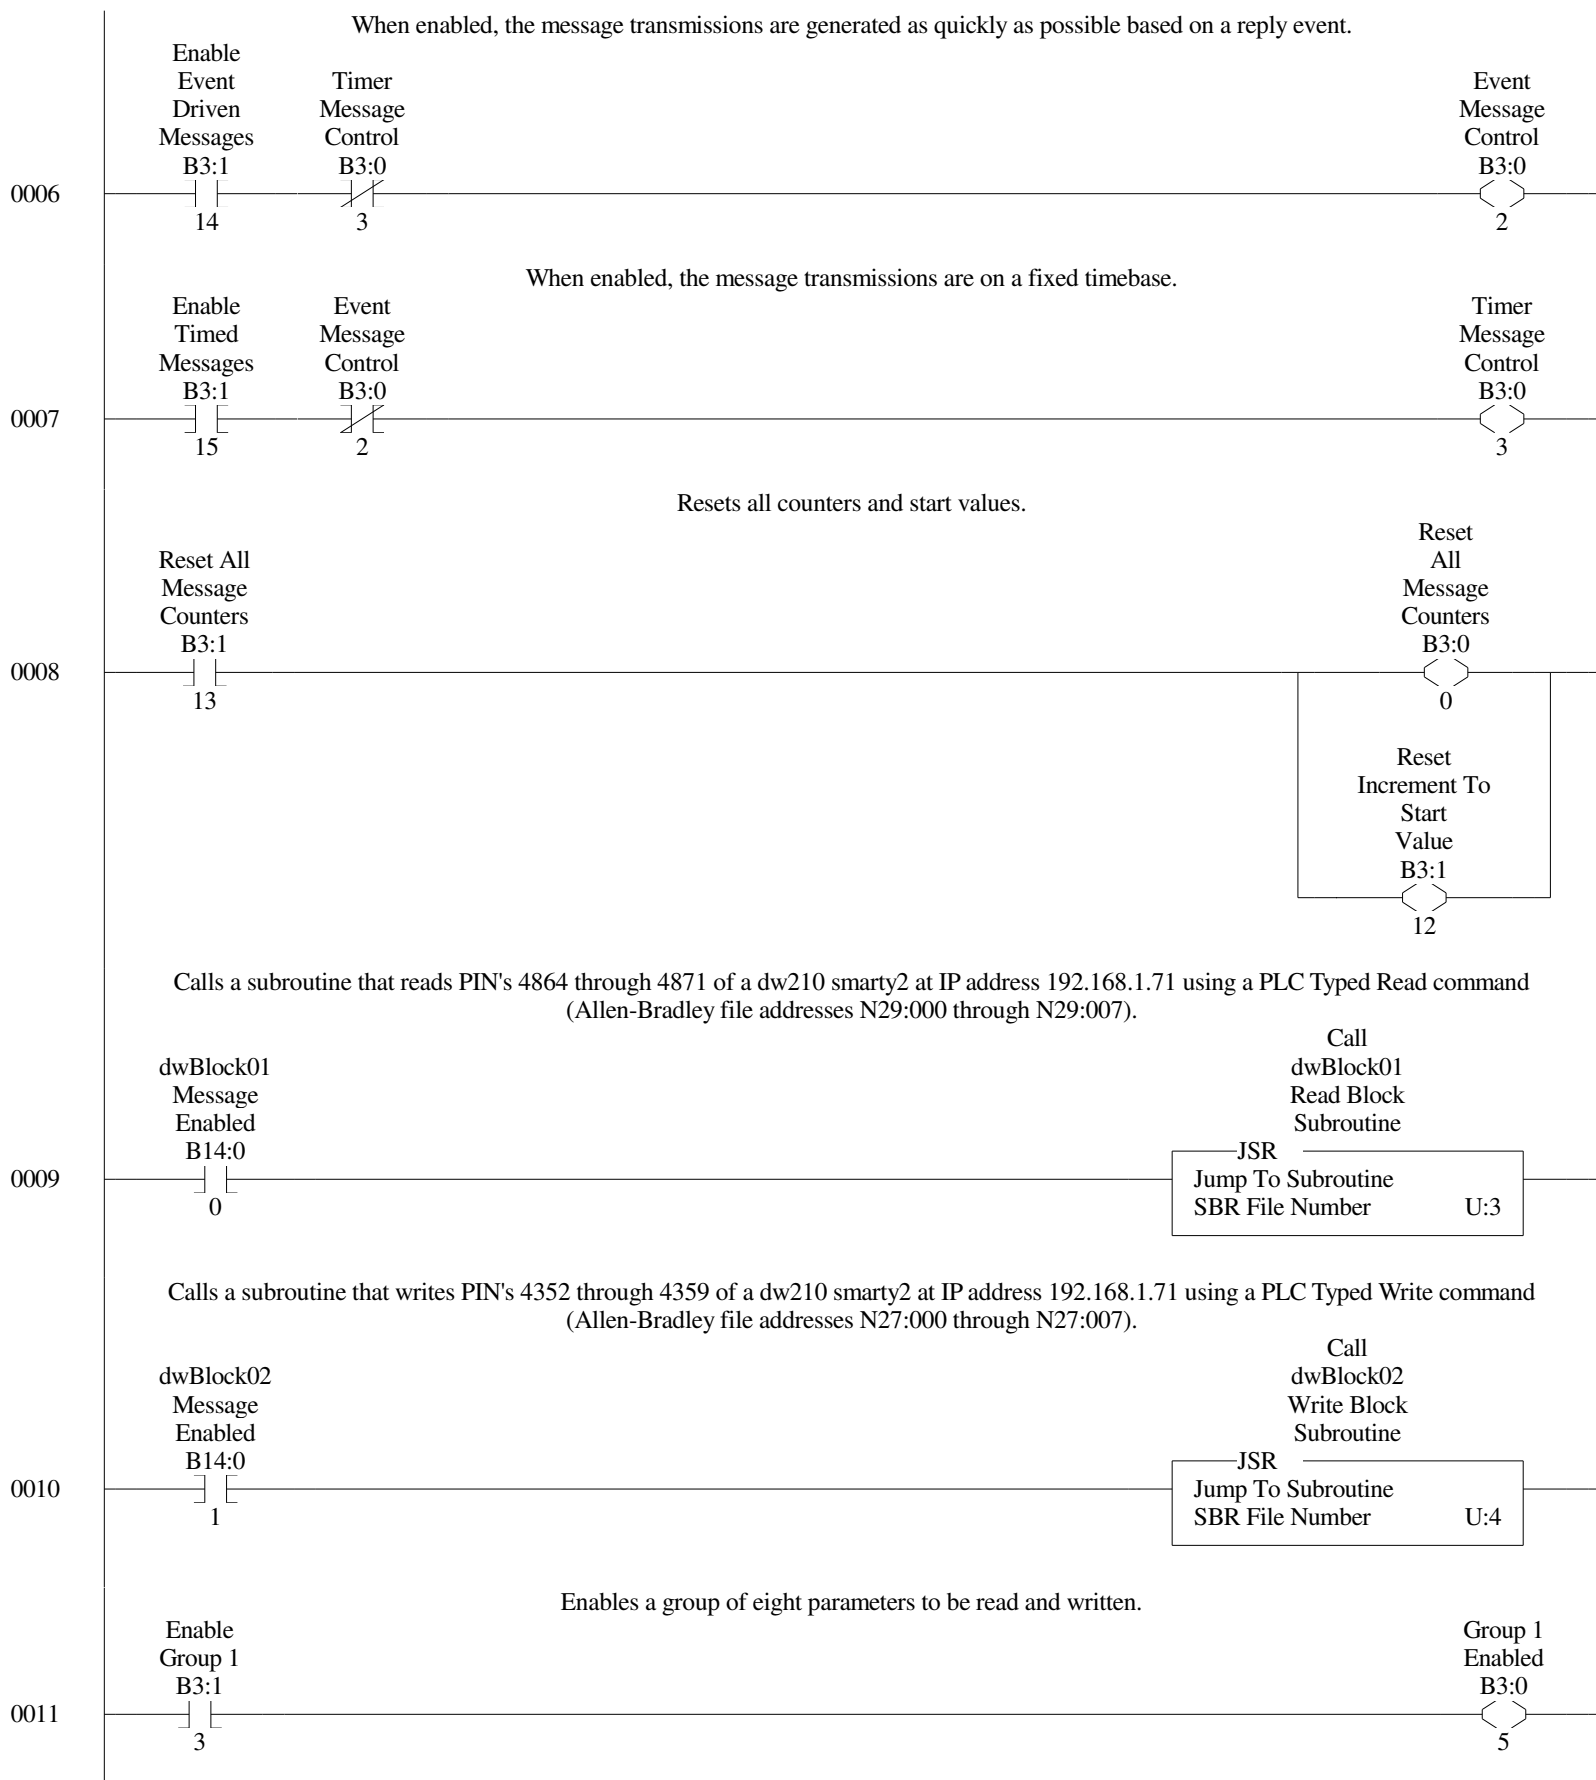 When enabled, the message transmissions are generated as quickly as possible based on a reply event.
Enable
Event
Driven
Messages
B3:1
14
Timer
Message
Control
B3:0
3
Event
Message
Control
B3:0
2
0006
When enabled, the message transmissions are on a fixed timebase.
Enable
Timed
Messages
B3:1
15
Event
Message
Control
B3:0
2
Timer
Message
Control
B3:0
3
0007
Resets all counters and start values.
Reset All
Message
Counters
B3:1
13
Reset
All
Message
Counters
B3:0
0
0008
Reset
Increment To
Start
Value
B3:1
12
Calls a subroutine that reads PIN's 4864 through 4871 of a dw210 smarty2 at IP address 192.168.1.71 using a PLC Typed Read command
(Allen-Bradley file addresses N29:000 through N29:007).
dwBlock01
Message
Enabled
B14:0
0
Call
dwBlock01
Read Block
Subroutine
JSR
Jump To Subroutine
SBR File Number U:3
0009
Calls a subroutine that writes PIN's 4352 through 4359 of a dw210 smarty2 at IP address 192.168.1.71 using a PLC Typed Write command
(Allen-Bradley file addresses N27:000 through N27:007).
dwBlock02
Message
Enabled
B14:0
1
Call
dwBlock02
Write Block
Subroutine
JSR
Jump To Subroutine
SBR File Number U:4
0010
Enables a group of eight parameters to be read and written.
Enable
Group 1
B3:1
3
Group 1
Enabled
B3:0
5
0011